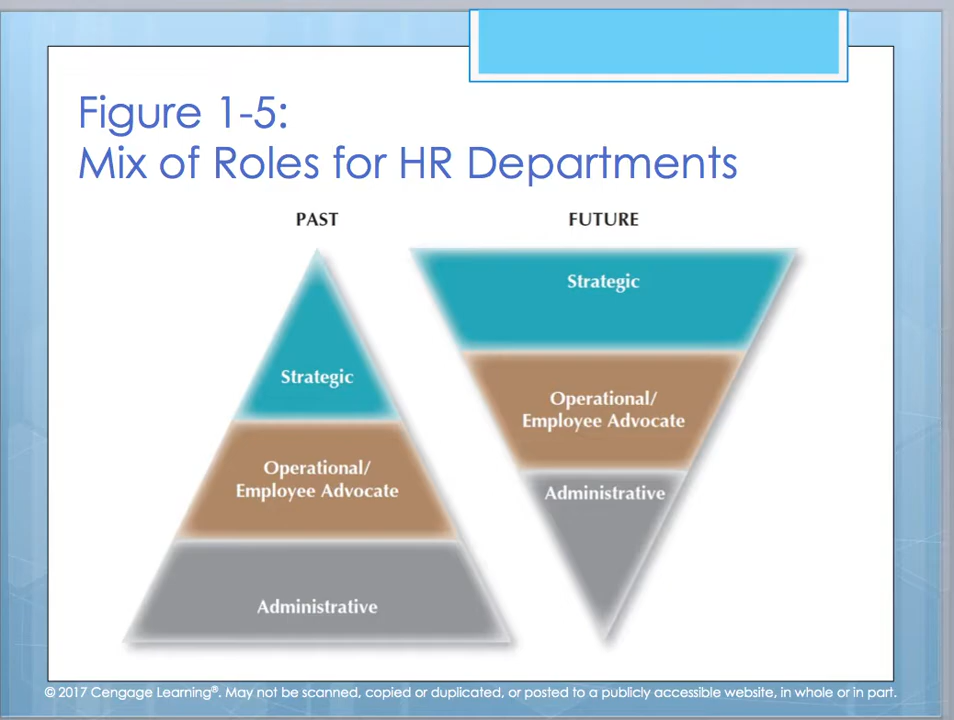 Figure 1-5:
Mix of Roles for HR Departments
PAST
Strategic
Operational/
Employee Advocate
Administrative
FUTURE
Strategic
Operational/
Employee Advocate
Administrative
© 2017 Cengage Learning®. May not be scanned, copied or duplicated, or posted to a publicly accessible website, in whole or in part.